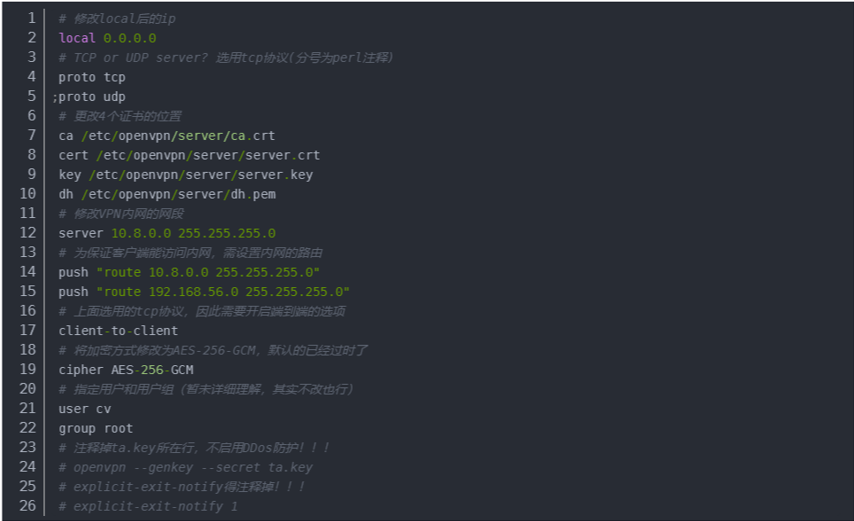 1 # 修改local后的ip
2 local 0.0.0.0
3 # TCP or UDP server? 选用tcp协议(分号为perl注释)
4 proto tcp
5 ;proto udp
6 # 更改4个证书的位置
7 ca /etc/openvpn/server/ca.crt
8 cert /etc/openvpn/server/server.crt
9 key /etc/openvpn/server/server.key
10 dh /etc/openvpn/server/dh.pem
11 # 修改VPN内网的网段
12 server 10.8.0.0 255.255.255.0
13 # 为保证客户端能访问内网，需设置内网的路由
14 push "route 10.8.0.0 255.255.255.0"
15 push "route 192.168.56.0 255.255.255.0"
16 # 上面选用的tcp协议，因此需要开启端到端的选项
17 client-to-client
18 # 将加密方式修改为AES-256-GCM，默认的已经过时了
19 cipher AES-256-GCM
20 # 指定用户和用户组（暂未详细理解，其实不改也行）
21 user cv
22 group root
23 # 注释掉ta.key所在行，不启用DDos防护！！！
24 # openvpn --genkey --secret ta.key
25 # explicit-exit-notify得注释掉！！！
26 # explicit-exit-notify 1